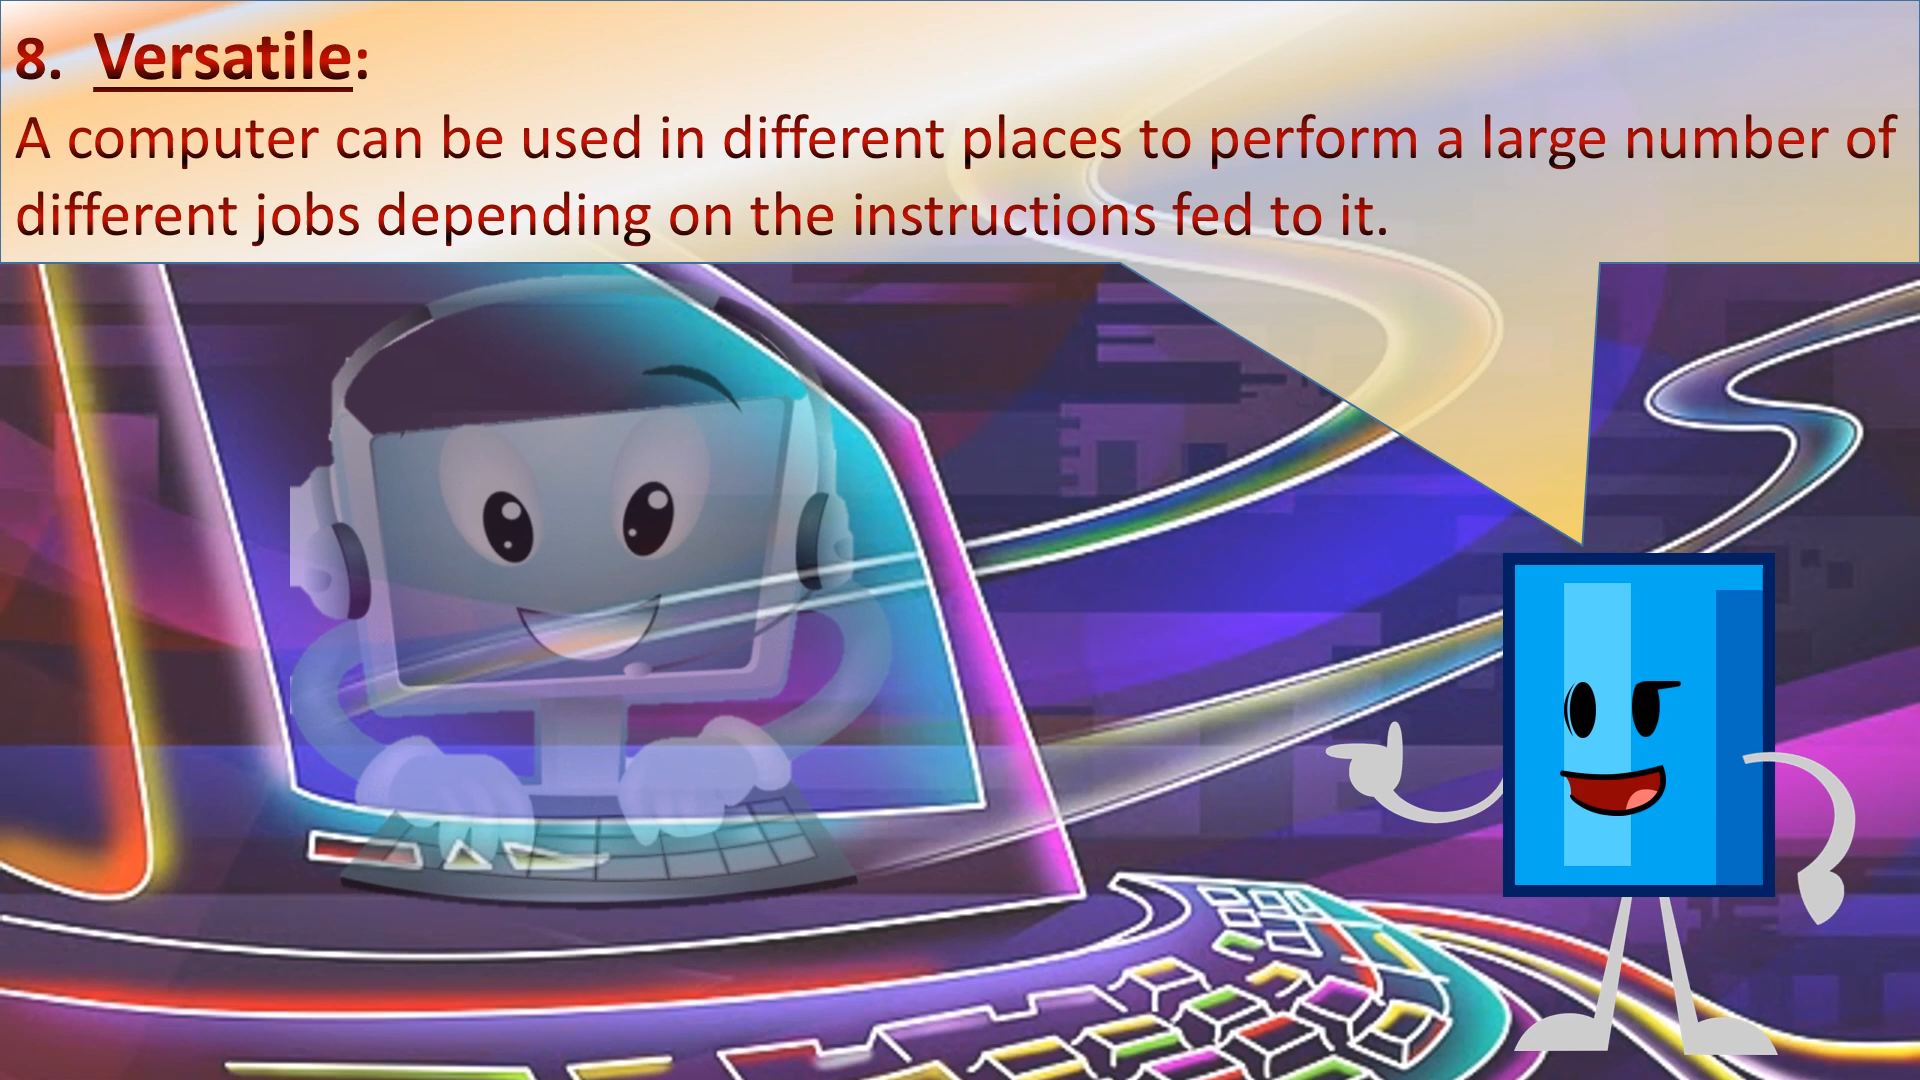 8. Versatile:
A computer can be used in different places to perform a large number of
different jobs depending on the instructions fed to it.